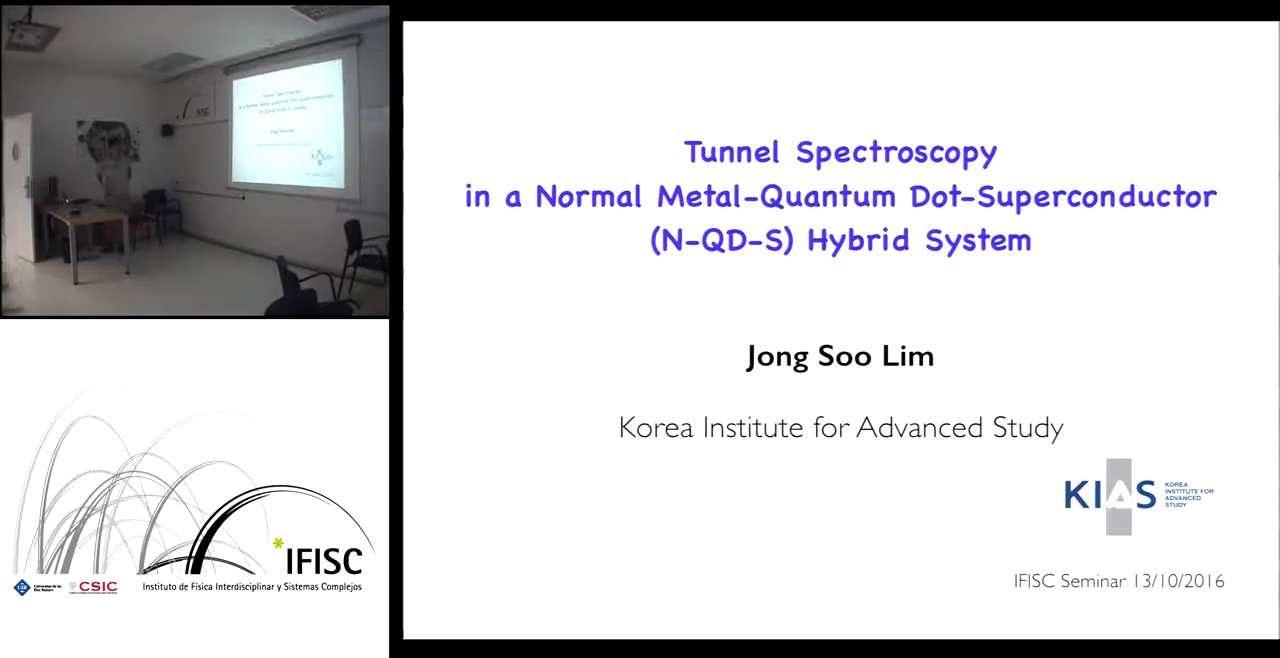 Tunnel Spectroscopy
in a Normal Metal-Quantum Dot-Superconductor
(N-QD-S) Hybrid System
Jong Soo Lim
Korea Institute for Advanced Study
KIAS
KOREA
INSTITUTE FOR
ADVANCED
STUDY
IFISC Seminar 13/10/2016
IFISC
CSIC
Instituto de Física Interdisciplinar y Sistemas Complejos